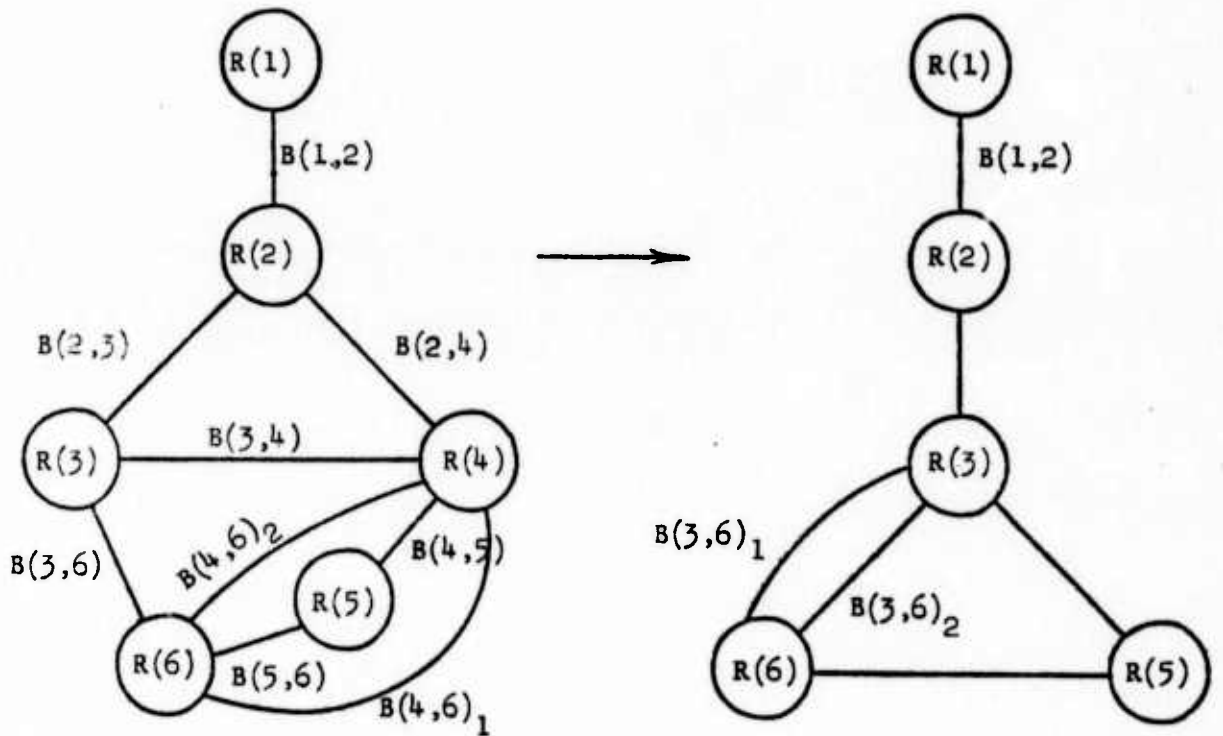 R(1)
B(1,2)
R(2)
B(2,3)
B(2,4)
R(3)
B(3,4)
R(4)
B(3,6)
B(4,6)2
B(4,5)
R(5)
R(6)
B(5,6)
B(4,6)1
R(1)
B(1,2)
R(2)
R(3)
B(3,6)1
B(3,6)2
R(6)
R(5)